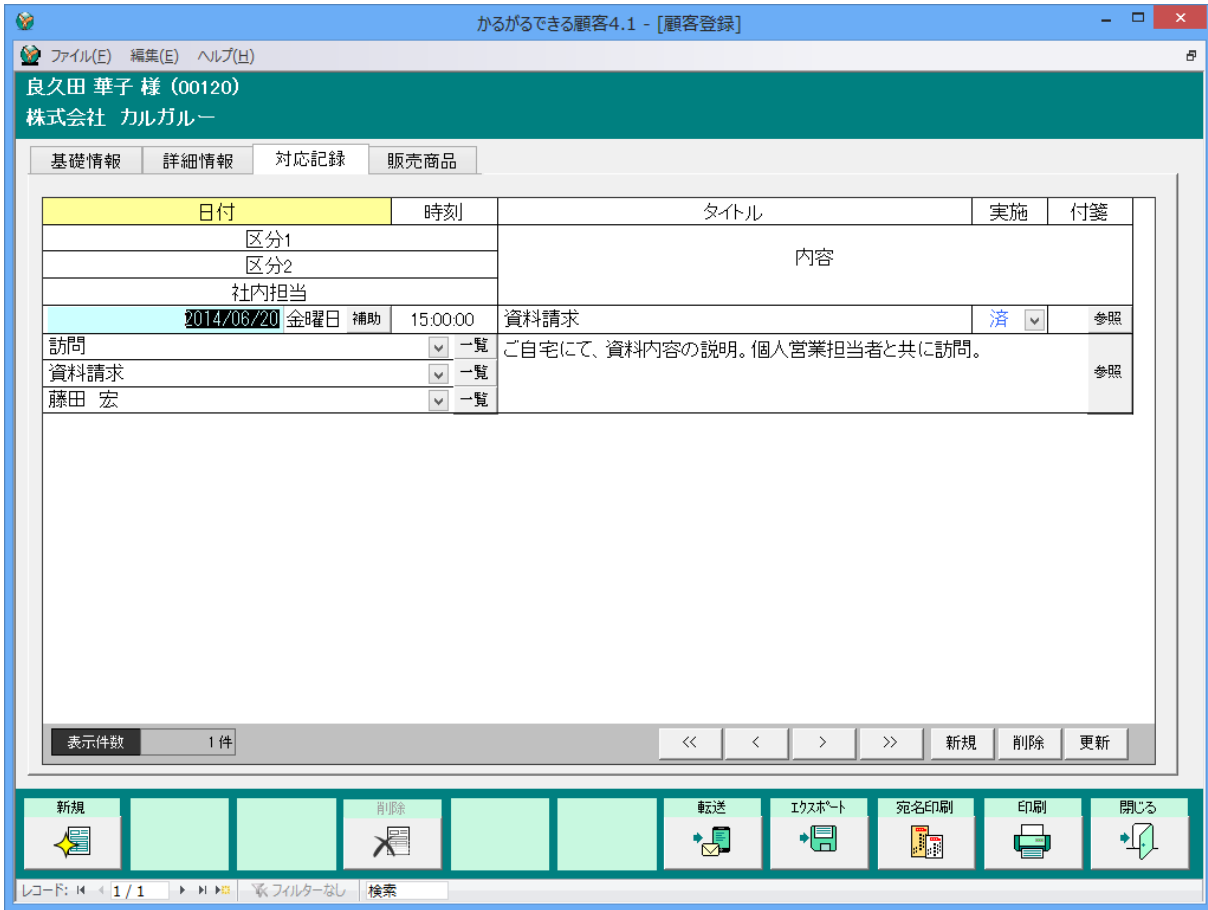 かるがるできる顧客4.1 - [顧客登録]
ファイル(F) 編集(E) ヘルプ(H)
良久田 華子 様 (00120)
株式会社 カルガルー
基礎情報 詳細情報 対応記録 販売商品
日付 時刻 タイトル 実施 付箋
区分1
内容
区分2
社内担当
2014/06/20 金曜日 補助 15:00:00 資料請求 済 参照
訪問 一覧 ご自宅にて、資料内容の説明。個人営業担当者と共に訪問。
資料請求 一覧 参照
藤田 宏 一覧
表示件数 1 件 << < > >> 新規 削除 更新
新規 削除 転送 エクスポート 宛名印刷 印刷 閉じる
レコード: 1 / 1 フィルターなし 検索